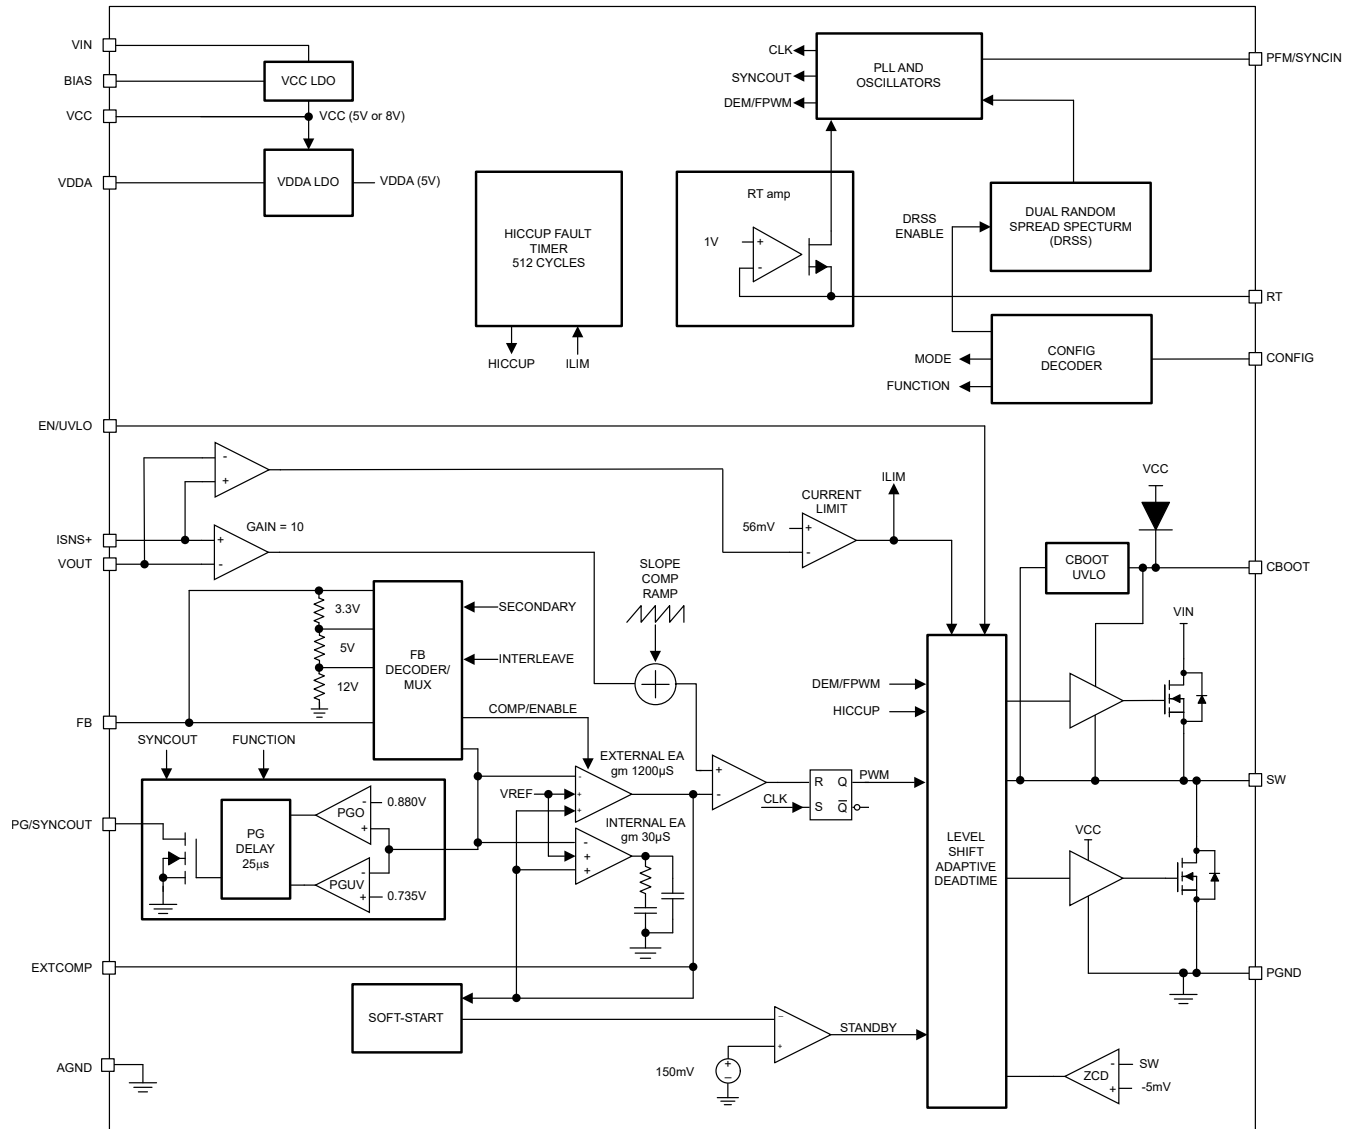 VIN
BIAS
VCC LDO
VCC
VCC (5V or 8V)
VDDA
VDDA LDO
VDDA (5V)
HICCUP FAULT
TIMER
512 CYCLES
HICCUP
ILIM
CLK
SYNCOUT
DEM/FPWM
PLL AND
OSCILLATORS
PFM/SYNCIN
RT amp
1V
+
-
DRSS
ENABLE
DUAL RANDOM
SPREAD SPECTURM
(DRSS)
RT
MODE
FUNCTION
CONFIG
DECODER
CONFIG
EN/UVLO
-
+
ISNS+
VOUT
GAIN = 10
+
-
56mV
CURRENT
LIMIT
+
-
ILIM
VCC
CBOOT
UVLO
CBOOT
SLOPE
COMP
RAMP
3.3V
5V
12V
FB
DECODER/
MUX
SECONDARY
INTERLEAVE
COMP/ENABLE
FB
SYNCOUT
FUNCTION
PG/SYNCOUT
PG
DELAY
25µs
PGO
-
+
0.880V
PGUV
-
+
0.735V
EXTERNAL EA
gm 1200µS
VREF
-
+
+
INTERNAL EA
gm 30µS
-
+
+
+
-
CLK
R
Q
S
Q
PWM
DEM/FPWM
HICCUP
LEVEL
SHIFT
ADAPTIVE
DEADTIME
VIN
SW
VCC
PGND
EXTCOMP
SOFT-START
150mV
+
−
−
+
STANDBY
ZCD
-
+
SW
-5mV
AGND